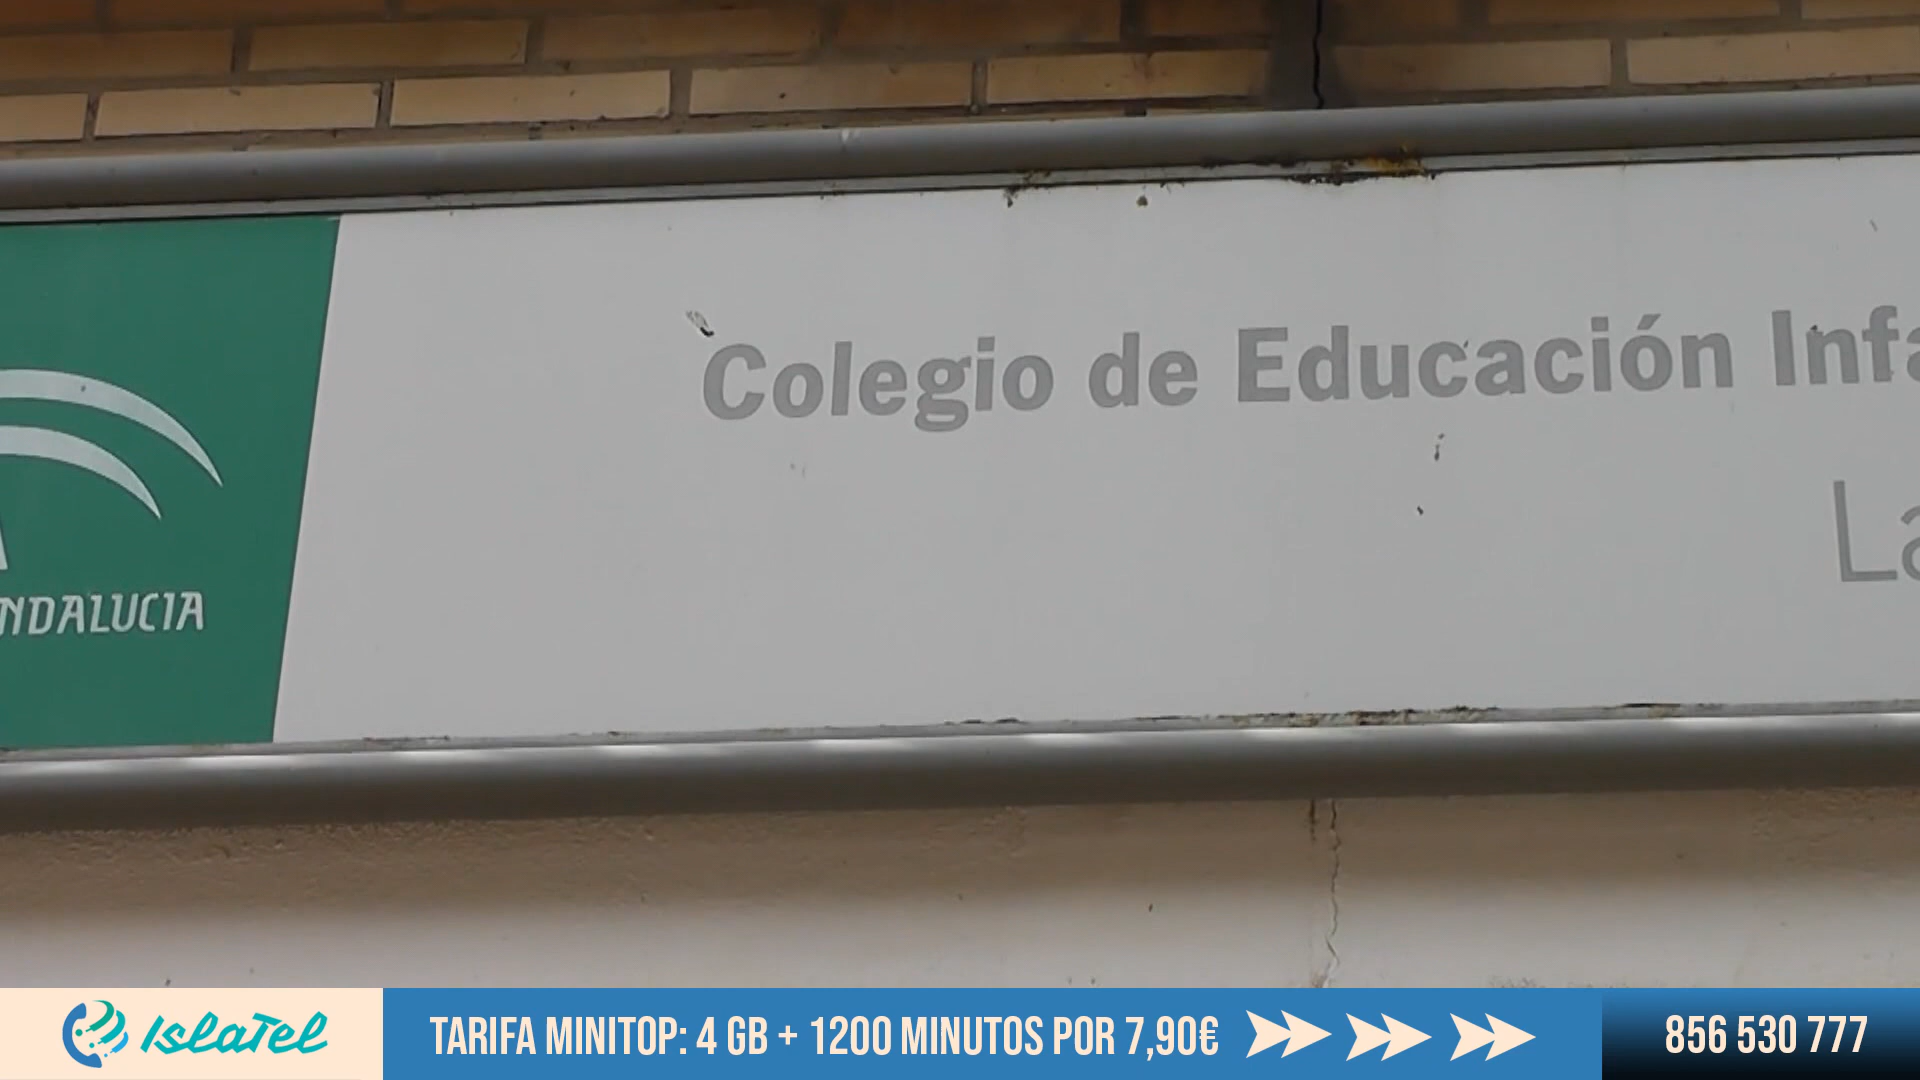 Colegio de Educación Infa
La
NDALUCIA
IslaTel
TARIFA MINITOP: 4 GB + 1200 MINUTOS POR 7,90€
856 530 777